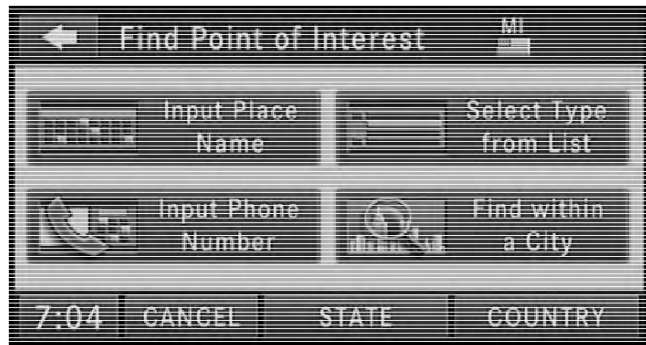 Find Point of Interest
MI
Input Place
Name
Select Type
from List
Input Phone
Number
Find within
a City
7:04
CANCEL
STATE
COUNTRY